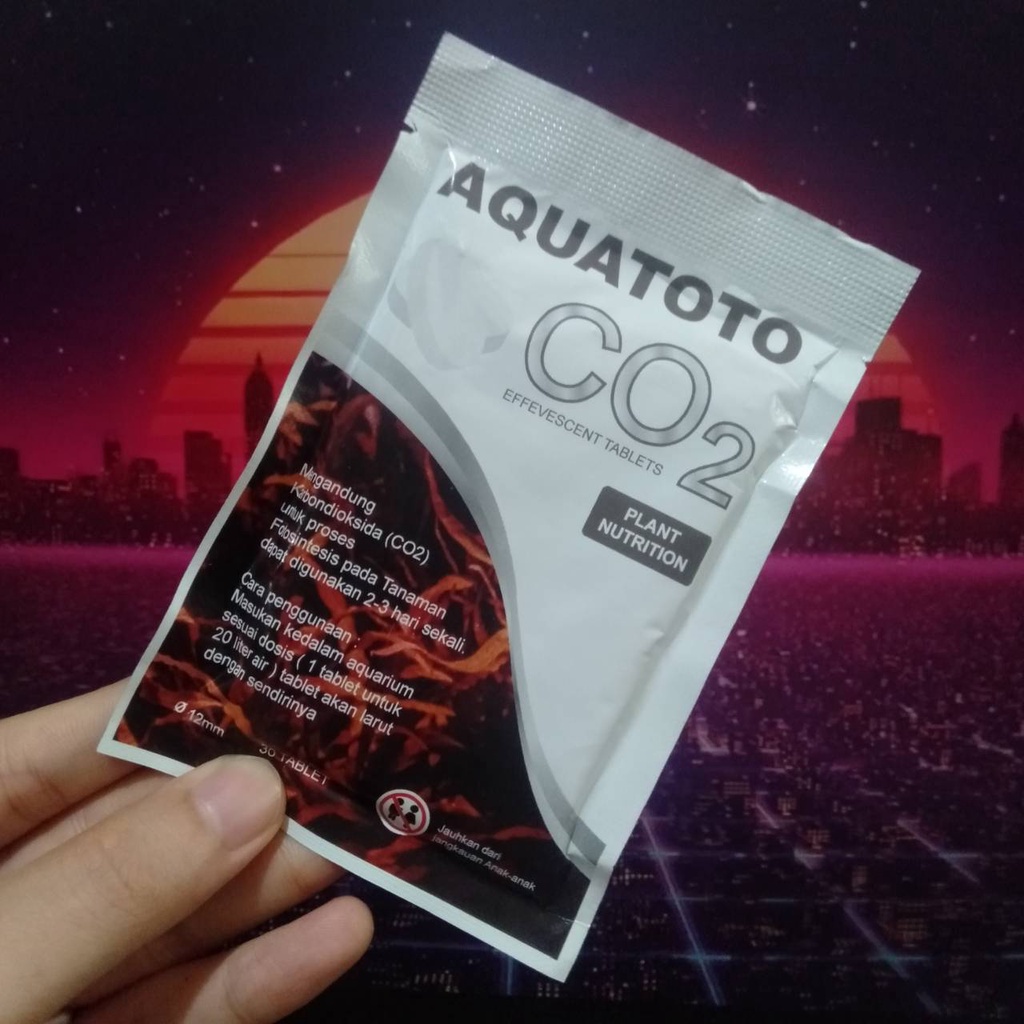 AQUATOTO
CO2
EFFEVESCENT TABLETS
PLANT
NUTRITION
Mengandung
Karbondioksida (CO2)
untuk proses
Fotosintesis pada Tanaman
dapat digunakan 2-3 hari sekali.
Cara penggunaan :
Masukan kedalam aquarium
sesuai dosis ( 1 tablet untuk
20 liter air ) tablet akan larut
dengan sendirinya
ø 12mm
30 TABLET
Jauhkan dari
jangkauan Anak-anak